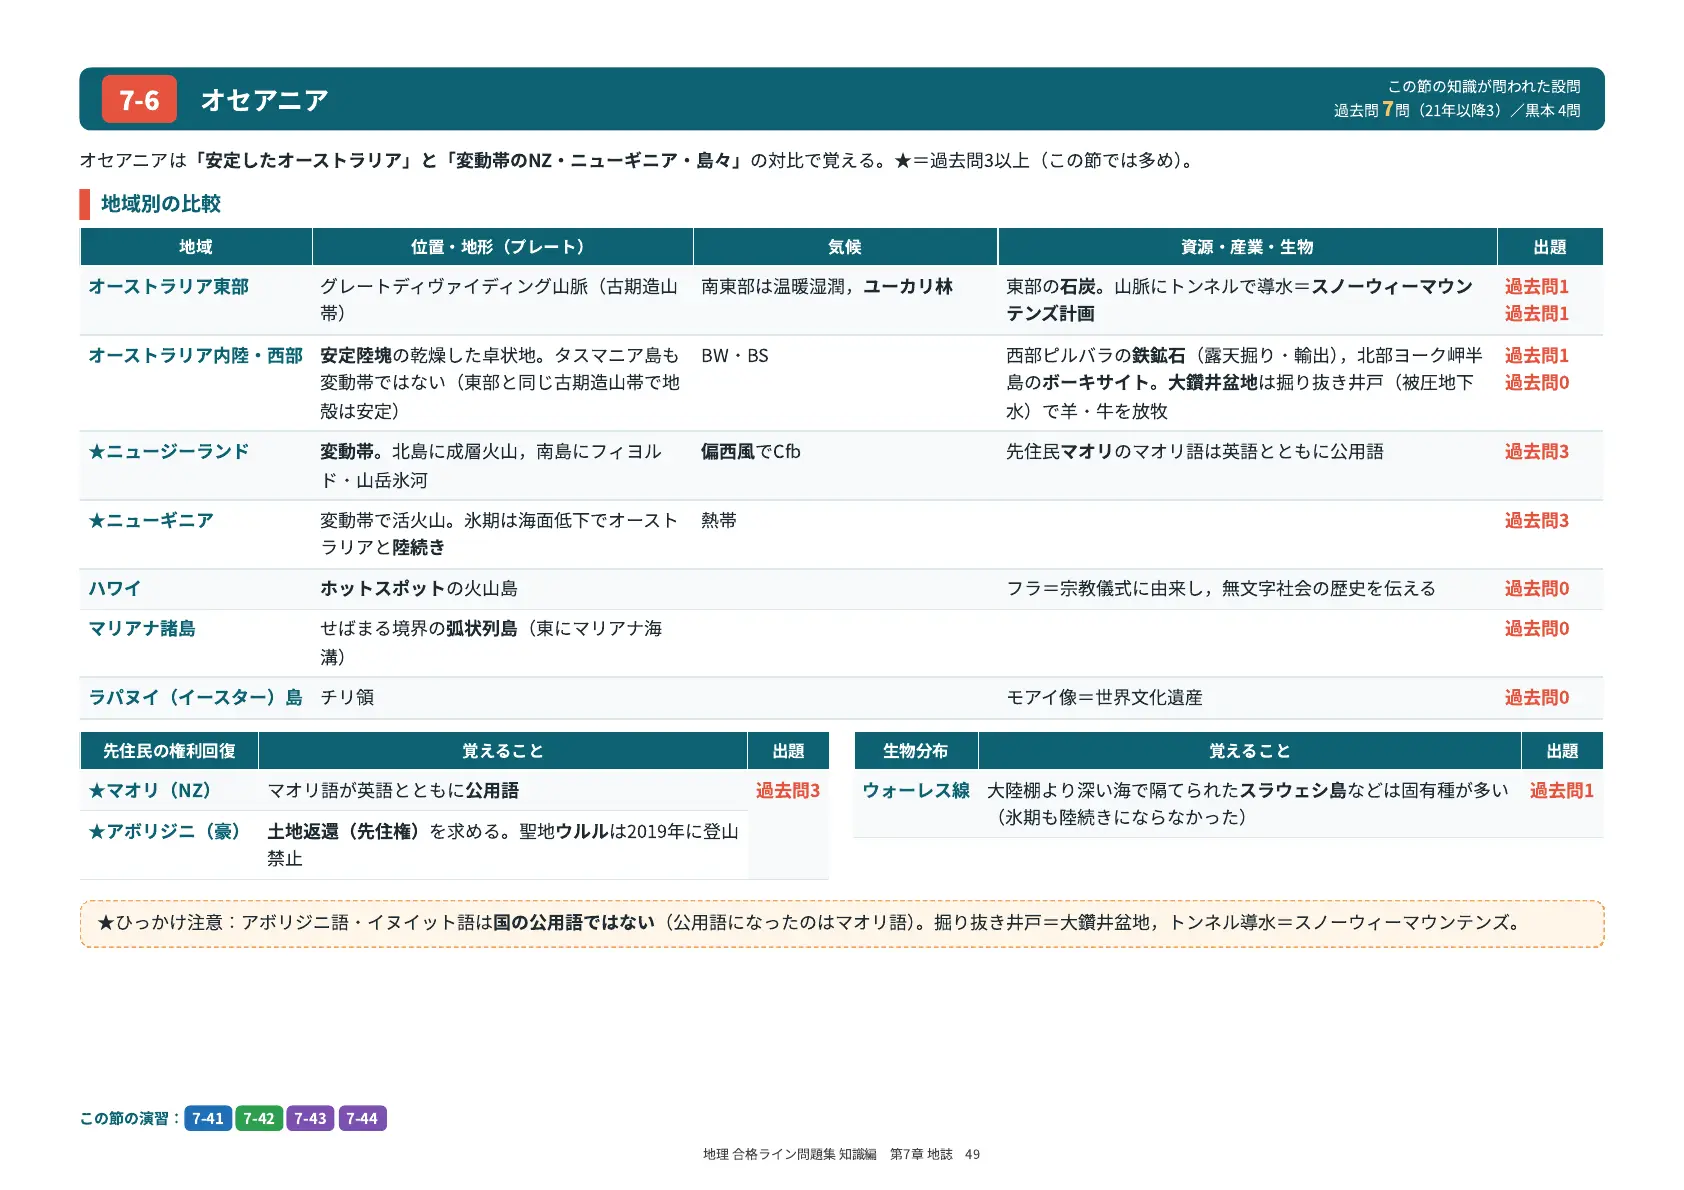 7-6 オセアニア
この節の知識が問われた設問
過去問7問（21年以降3）／黒本4問
オセアニアは「安定したオーストラリア」と「変動帯のNZ・ニューギニア・島々」の対比で覚える。★＝過去問3以上（この節では多め）。
地域別の比較
地域 位置・地形（プレート） 気候 資源・産業・生物 出題
オーストラリア東部 グレートディヴァイディング山脈（古期造山 南東部は温暖湿潤，ユーカリ林 東部の石炭。山脈にトンネルで導水＝スノーウィーマウン 過去問1
帯） テンズ計画 過去問1
オーストラリア内陸・西部 安定陸塊の乾燥した卓状地。タスマニア島も BW・BS 西部ピルバラの鉄鉱石（露天掘り・輸出），北部ヨーク岬半 過去問1
変動帯ではない（東部と同じ古期造山帯で地 島のボーキサイト。大鑽井盆地は掘り抜き井戸（被圧地下 過去問0
殻は安定） 水）で羊・牛を放牧
★ニュージーランド 変動帯。北島に成層火山，南島にフィヨル 偏西風でCfb 先住民マオリのマオリ語は英語とともに公用語 過去問3
ド・山岳氷河
★ニューギニア 変動帯で活火山。氷期は海面低下でオースト 熱帯 過去問3
ラリアと陸続き
ハワイ ホットスポットの火山島 フラ＝宗教儀式に由来し，無文字社会の歴史を伝える 過去問0
マリアナ諸島 せばまる境界の弧状列島（東にマリアナ海 過去問0
溝）
ラパヌイ（イースター）島 チリ領 モアイ像＝世界文化遺産 過去問0
先住民の権利回復 覚えること 出題
★マオリ（NZ） マオリ語が英語とともに公用語 過去問3
★アボリジニ（豪） 土地返還（先住権）を求める。聖地ウルルは2019年に登山
禁止
生物分布 覚えること 出題
ウォーレス線 大陸棚より深い海で隔てられたスラウェシ島などは固有種が多い 過去問1
（氷期も陸続きにならなかった）
★ひっかけ注意：アボリジニ語・イヌイット語は国の公用語ではない（公用語になったのはマオリ語）。掘り抜き井戸＝大鑽井盆地，トンネル導水＝スノーウィーマウンテンズ。
この節の演習： 7-41 7-42 7-43 7-44
地理 合格ライン問題集 知識編 第7章 地誌 49